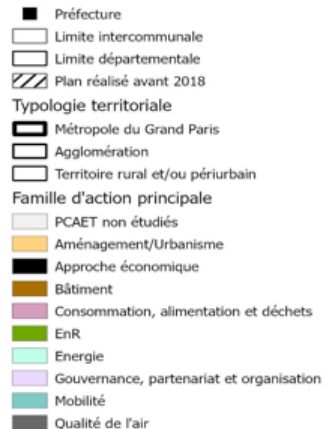 Préfecture
Limite intercommunale
Limite départementale
Plan réalisé avant 2018
Typologie territoriale
Métropole du Grand Paris
Agglomération
Territoire rural et/ou périurbain
Famille d'action principale
PCAET non étudiés
Aménagement/Urbanisme
Approche économique
Bâtiment
Consommation, alimentation et déchets
EnR
Energie
Gouvernance, partenariat et organisation
Mobilité
Qualité de l'air